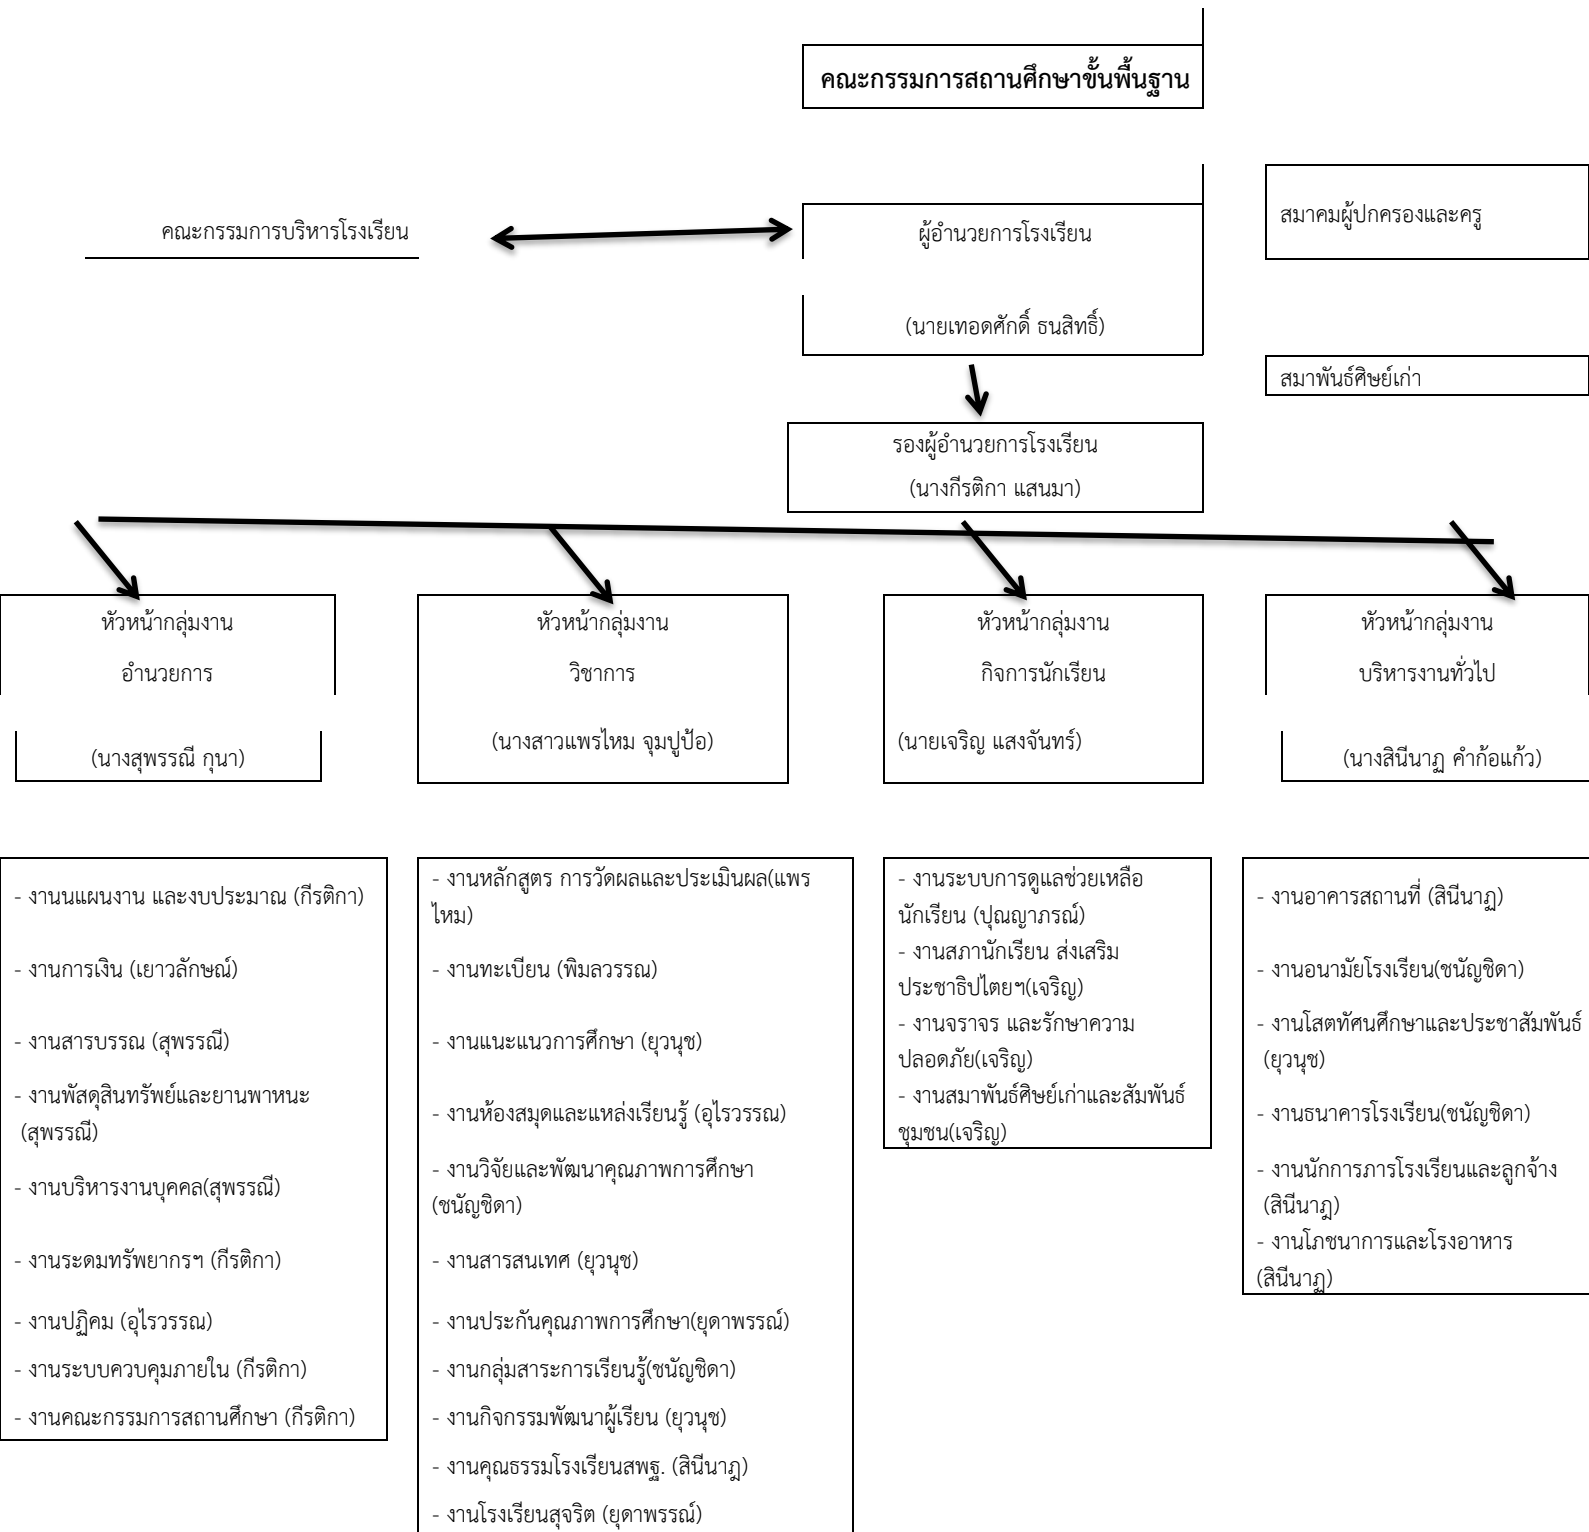 คณะกรรมการสถานศึกษาขั้นพื้นฐาน
คณะกรรมการบริหารโรงเรียน
ผู้อำนวยการโรงเรียน
(นายเทอดศักดิ์ ธนสิทธิ์)
สมาคมผู้ปกครองและครู
สมาพันธ์ศิษย์เก่า
รองผู้อำนวยการโรงเรียน
(นางกีรติกา แสนมา)
หัวหน้ากลุ่มงาน
อำนวยการ
(นางสุพรรณี กุนา)
หัวหน้ากลุ่มงาน
วิชาการ
(นางสาวแพรไหม จุมปูป้อ)
หัวหน้ากลุ่มงาน
กิจการนักเรียน
(นายเจริญ แสงจันทร์)
หัวหน้ากลุ่มงาน
บริหารงานทั่วไป
(นางสินีนาฏ คำก้อแก้ว)
- งานนแผนงาน และงบประมาณ (กีรติกา)
- งานการเงิน (เยาวลักษณ์)
- งานสารบรรณ (สุพรรณี)
- งานพัสดุสินทรัพย์และยานพาหนะ
(สุพรรณี)
- งานบริหารงานบุคคล(สุพรรณี)
- งานระดมทรัพยากรฯ (กีรติกา)
- งานปฏิคม (อุไรวรรณ)
- งานระบบควบคุมภายใน (กีรติกา)
- งานคณะกรรมการสถานศึกษา (กีรติกา)
- งานหลักสูตร การวัดผลและประเมินผล(แพร
ไหม)
- งานทะเบียน (พิมลวรรณ)
- งานแนะแนวการศึกษา (ยุวนุช)
- งานห้องสมุดและแหล่งเรียนรู้ (อุไรวรรณ)
- งานวิจัยและพัฒนาคุณภาพการศึกษา
(ชนัญชิดา)
- งานสารสนเทศ (ยุวนุช)
- งานประกันคุณภาพการศึกษา(ยุดาพรรณ์)
- งานกลุ่มสาระการเรียนรู้(ชนัญชิดา)
- งานกิจกรรมพัฒนาผู้เรียน (ยุวนุช)
- งานคุณธรรมโรงเรียนสพฐ. (สินีนาฎ)
- งานโรงเรียนสุจริต (ยุดาพรรณ์)
- งานระบบการดูแลช่วยเหลือ
นักเรียน (ปุณญาภรณ์)
- งานสภานักเรียน ส่งเสริม
ประชาธิปไตยฯ(เจริญ)
- งานจราจร และรักษาความ
ปลอดภัย(เจริญ)
- งานสมาพันธ์ศิษย์เก่าและสัมพันธ์
ชุมชน(เจริญ)
- งานอาคารสถานที่ (สินีนาฏ)
- งานอนามัยโรงเรียน(ชนัญชิดา)
- งานโสตทัศนศึกษาและประชาสัมพันธ์
(ยุวนุช)
- งานธนาคารโรงเรียน(ชนัญชิดา)
- งานนักการภารโรงเรียนและลูกจ้าง
(สินีนาฎ)
- งานโภชนาการและโรงอาหาร
(สินีนาฏ)